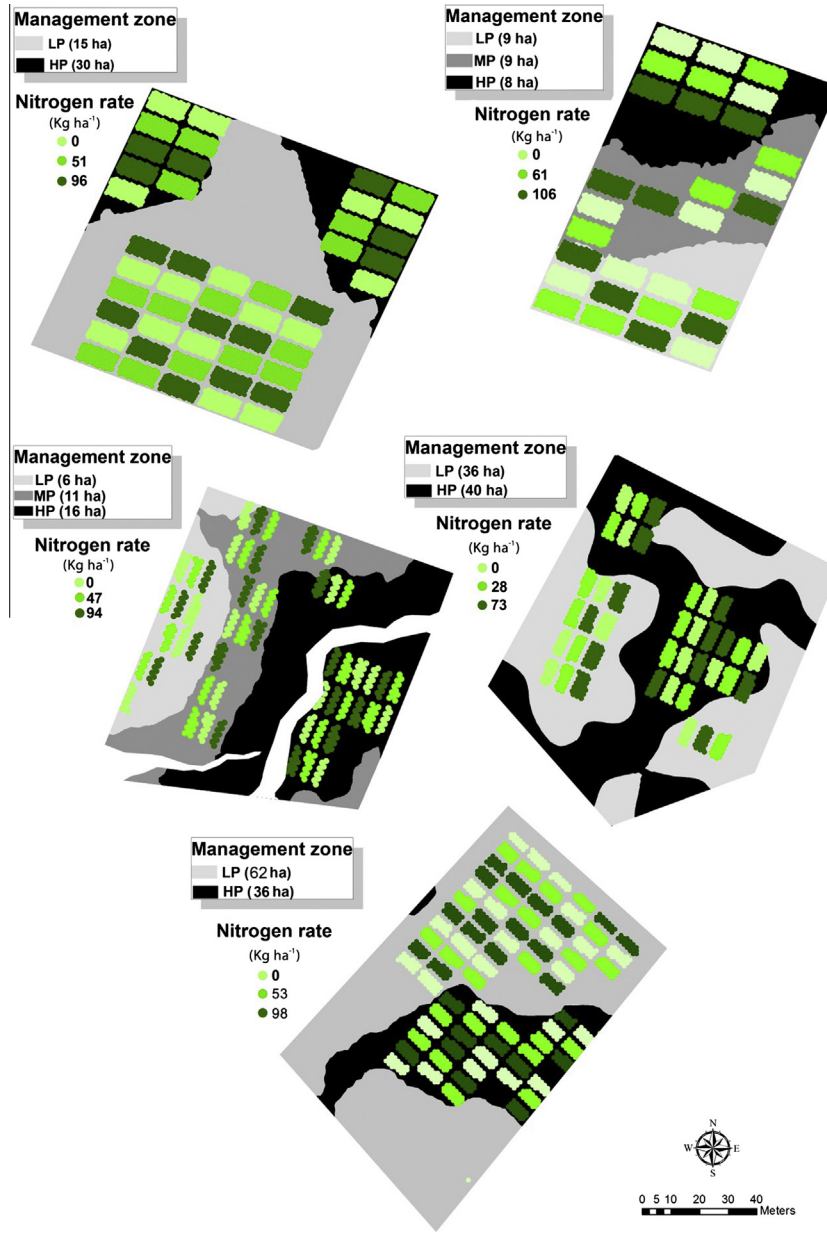 Management zone
LP (15 ha)
HP (30 ha)
Nitrogen rate
(Kg ha⁻¹)
0
51
96
Management zone
LP (9 ha)
MP (9 ha)
HP (8 ha)
Nitrogen rate
(Kg ha⁻¹)
0
61
106
Management zone
LP (6 ha)
MP (11 ha)
HP (16 ha)
Nitrogen rate
(Kg ha⁻¹)
0
47
94
Management zone
LP (36 ha)
HP (40 ha)
Nitrogen rate
(Kg ha⁻¹)
0
28
73
Management zone
LP (62 ha)
HP (36 ha)
Nitrogen rate
(Kg ha⁻¹)
0
53
98
N
W E
S
0 5 10 20 30 40
Meters